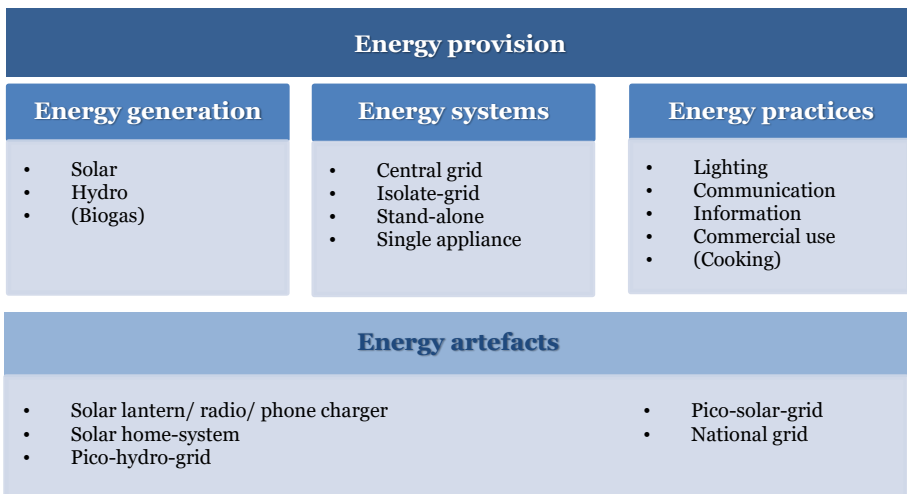 Energy provision
Energy generation
• Solar
• Hydro
• (Biogas)
Energy systems
• Central grid
• Isolate-grid
• Stand-alone
• Single appliance
Energy practices
• Lighting
• Communication
• Information
• Commercial use
• (Cooking)
Energy artefacts
• Solar lantern/ radio/ phone charger
• Solar home-system
• Pico-hydro-grid
• Pico-solar-grid
• National grid